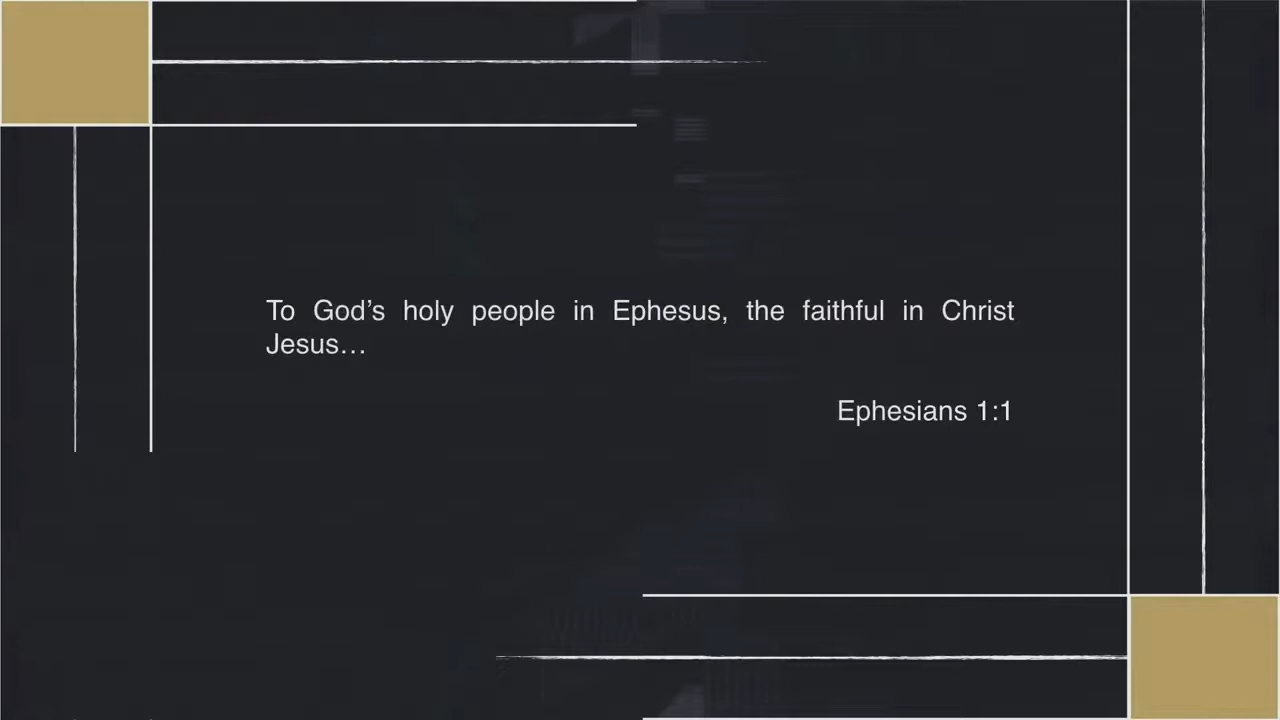 To God’s holy people in Ephesus, the faithful in Christ
Jesus…
Ephesians 1:1